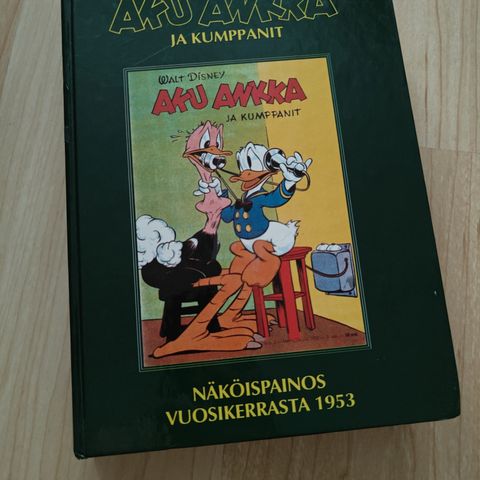 AKU ANKKA
JA KUMPPANIT
WALT DISNEY
AKU ANKKA
JA KUMPPANIT
NÄKÖISPAINOS
VUOSIKERRASTA 1953